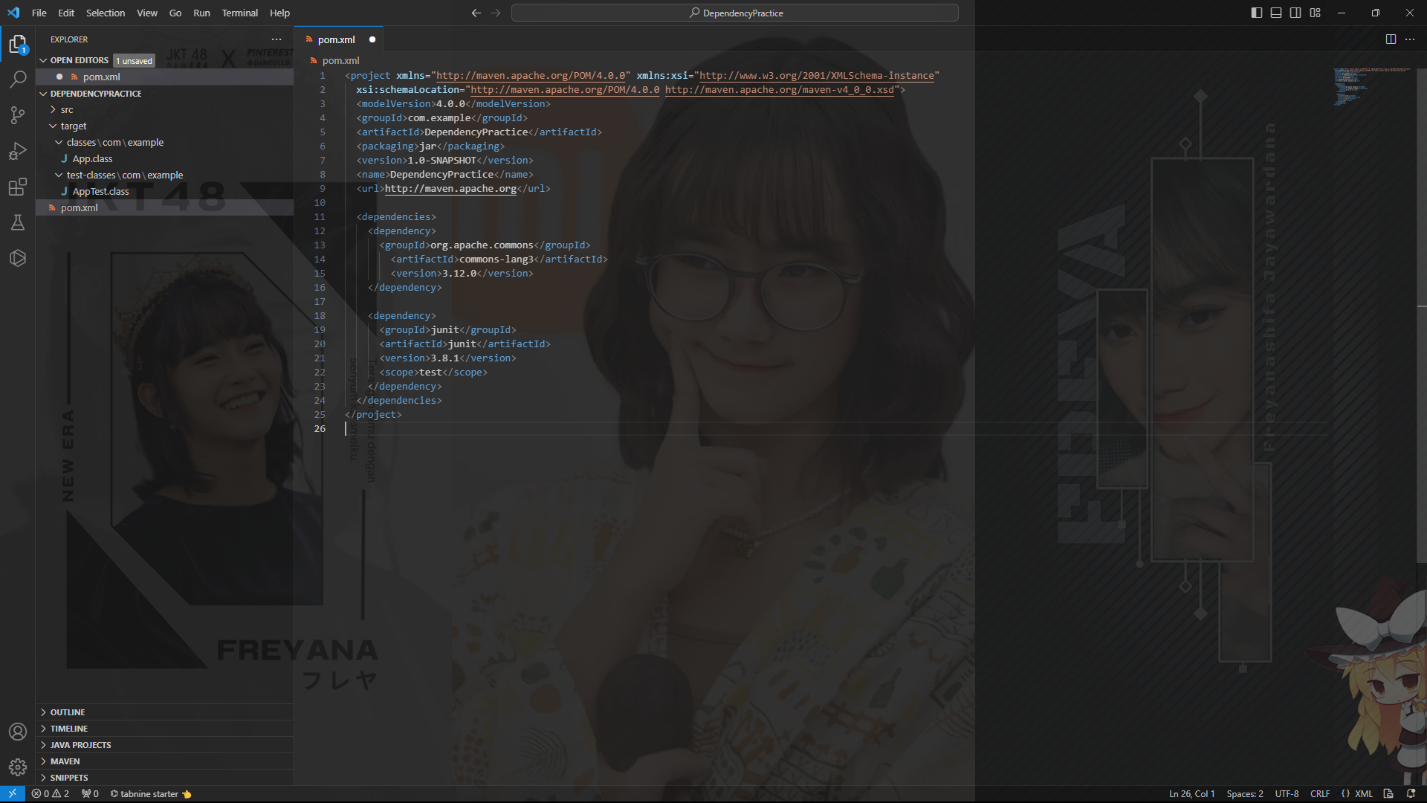 File Edit Selection View Go Run Terminal Help
DependencyPractice
EXPLORER
OPEN EDITORS 1 unsaved
pom.xml
DEPENDENCYPRACTICE
src
target
classes\com\example
App.class
test-classes\com\example
AppTest.class
pom.xml
OUTLINE
TIMELINE
JAVA PROJECTS
MAVEN
SNIPPETS
pom.xml
pom.xml
1 <project xmlns="http://maven.apache.org/POM/4.0.0" xmlns:xsi="http://www.w3.org/2001/XMLSchema-instance"
2 xsi:schemaLocation="http://maven.apache.org/POM/4.0.0 http://maven.apache.org/maven-v4_0_0.xsd">
3 <modelVersion>4.0.0</modelVersion>
4 <groupId>com.example</groupId>
5 <artifactId>DependencyPractice</artifactId>
6 <packaging>jar</packaging>
7 <version>1.0-SNAPSHOT</version>
8 <name>DependencyPractice</name>
9 <url>http://maven.apache.org</url>
10
11 <dependencies>
12 <dependency>
13 <groupId>org.apache.commons</groupId>
14 <artifactId>commons-lang3</artifactId>
15 <version>3.12.0</version>
16 </dependency>
17
18 <dependency>
19 <groupId>junit</groupId>
20 <artifactId>junit</artifactId>
21 <version>3.8.1</version>
22 <scope>test</scope>
23 </dependency>
24 </dependencies>
25 </project>
26
JKT 48 X PINTEREST
JKT48
NEW ERA
FREYANA
フレヤ
FREYA
Freyanashifa Jayawardana
1
0 2 0 tabnine starter
Ln 26, Col 1 Spaces: 2 UTF-8 CRLF {} XML